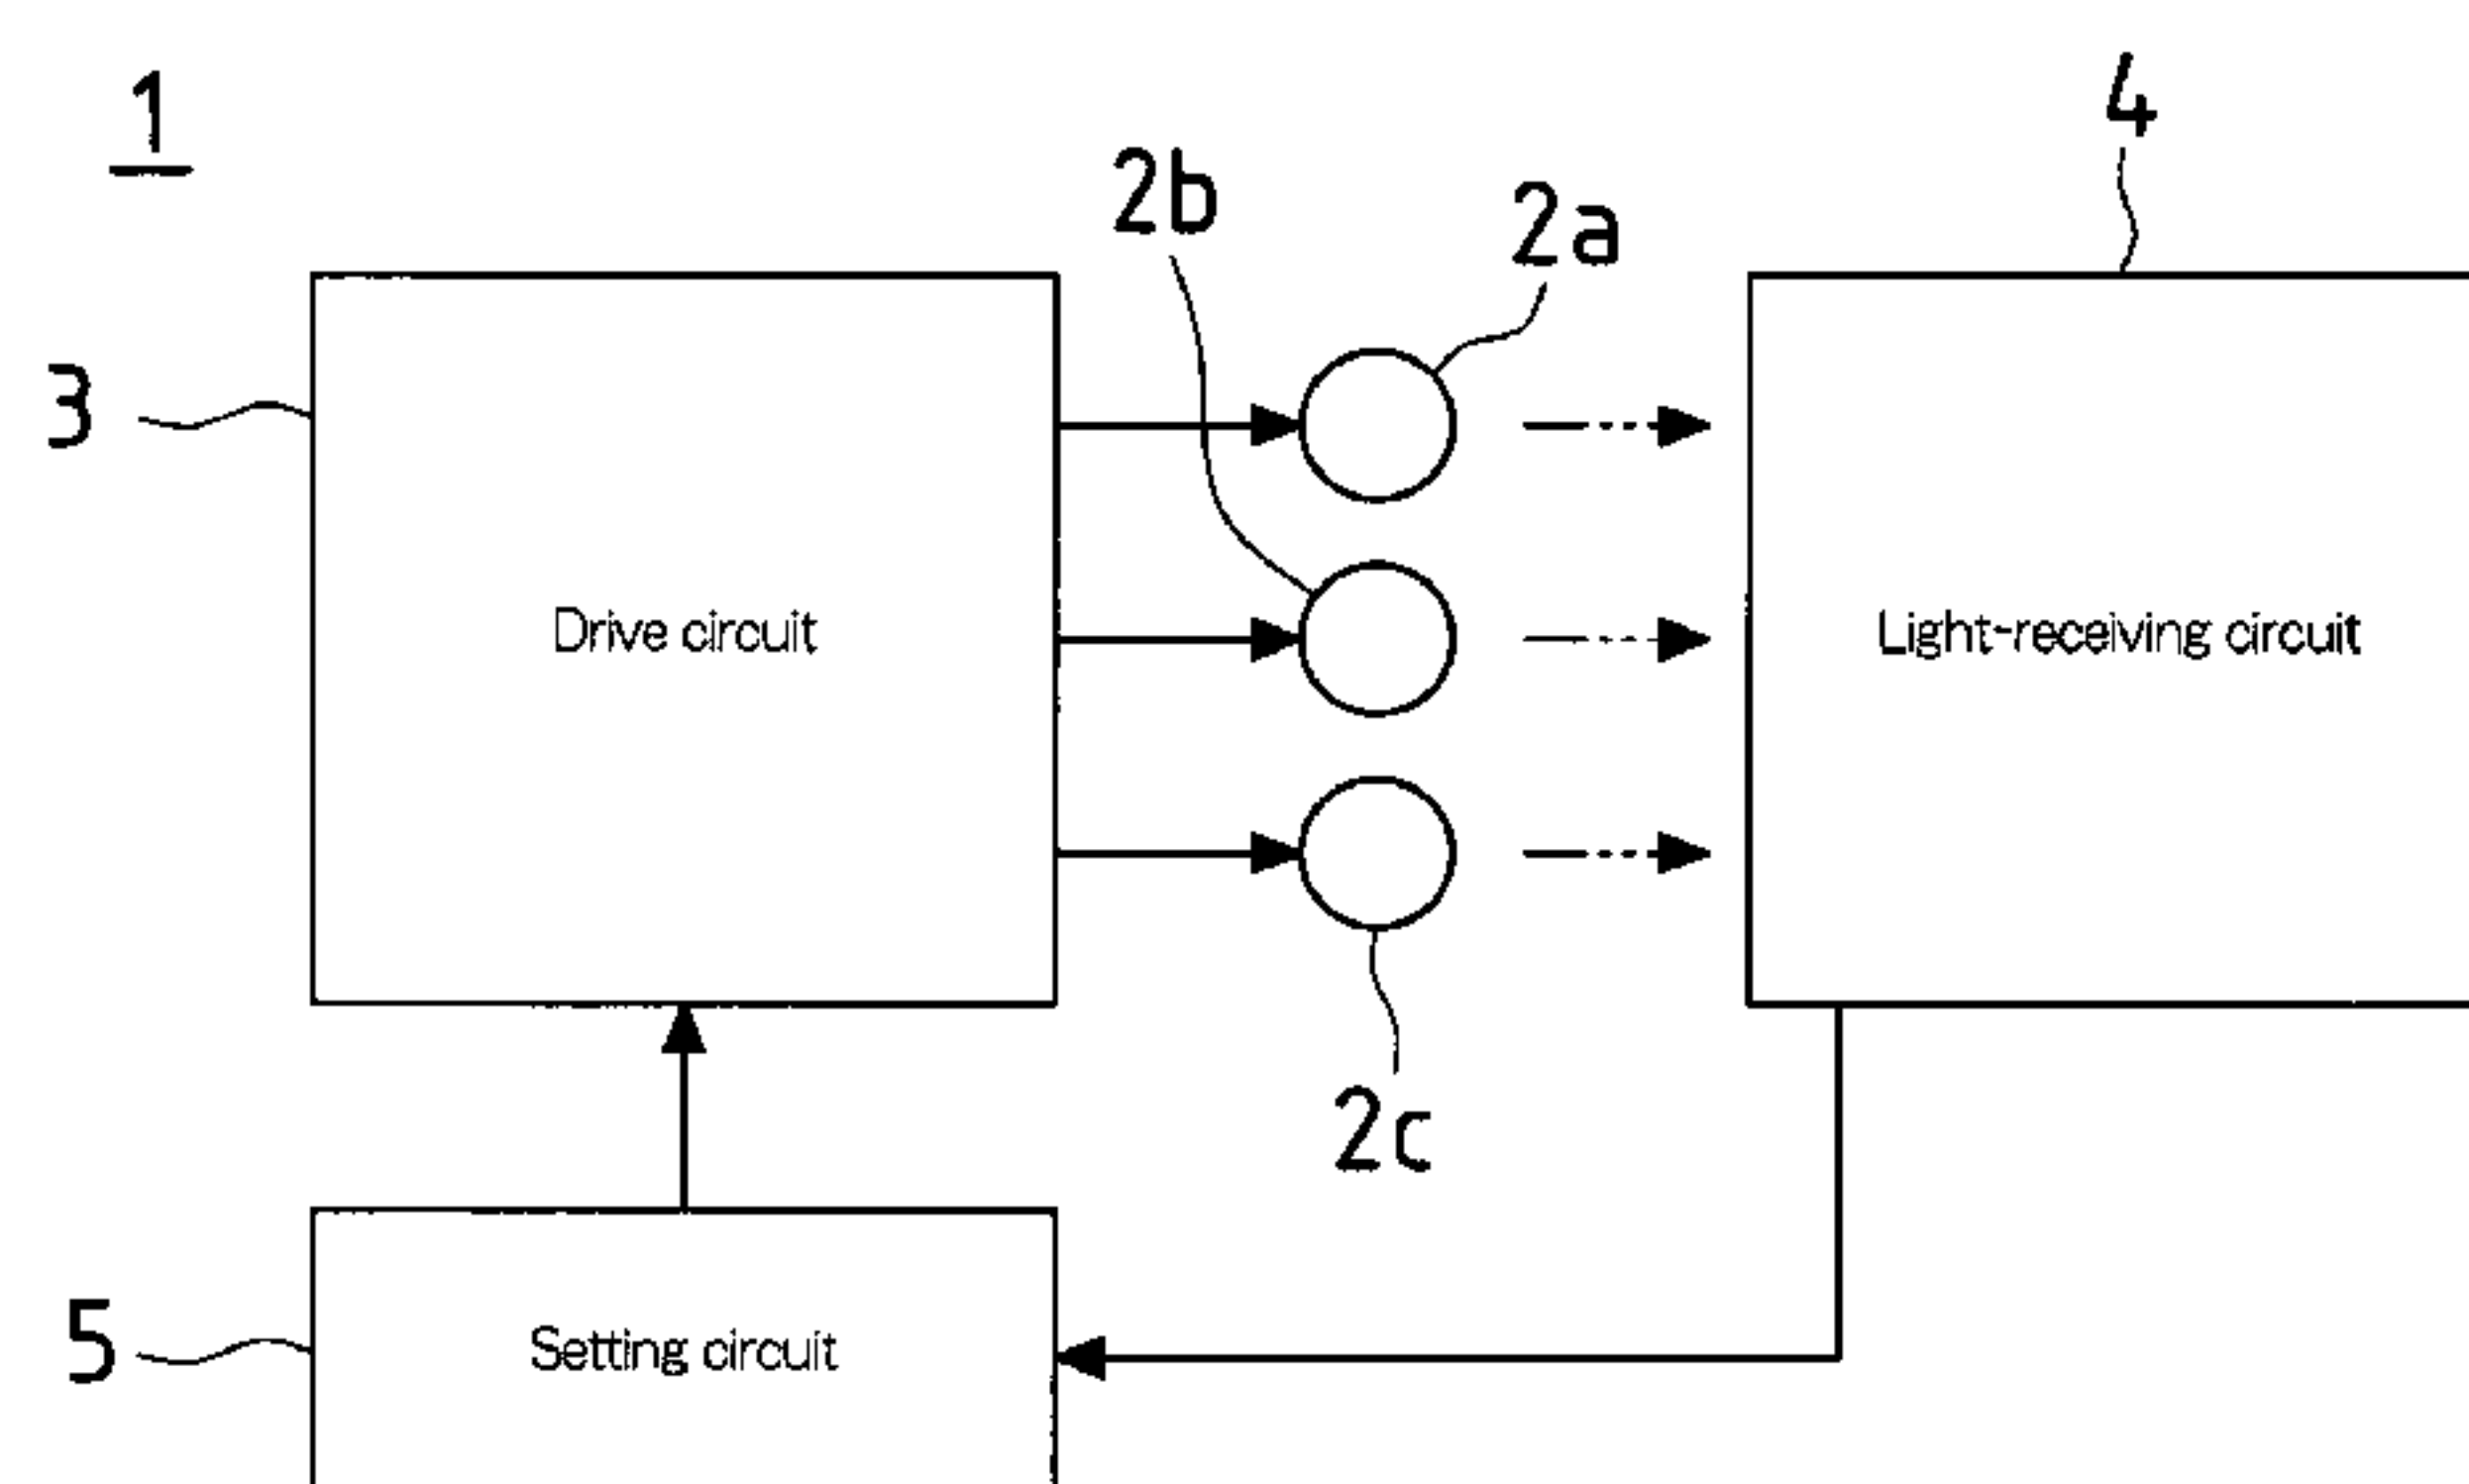 1
4
2b
2a
3
Drive circuit
Light-receiving circuit
2c
5
Setting circuit